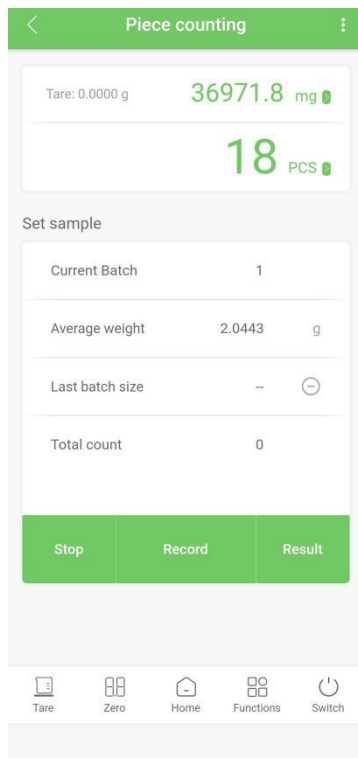 Piece counting
Tare: 0.0000 g 36971.8 mg
18 PCS
Set sample
Current Batch 1
Average weight 2.0443 g
Last batch size --
Total count 0
Stop Record Result
Tare Zero Home Functions Switch